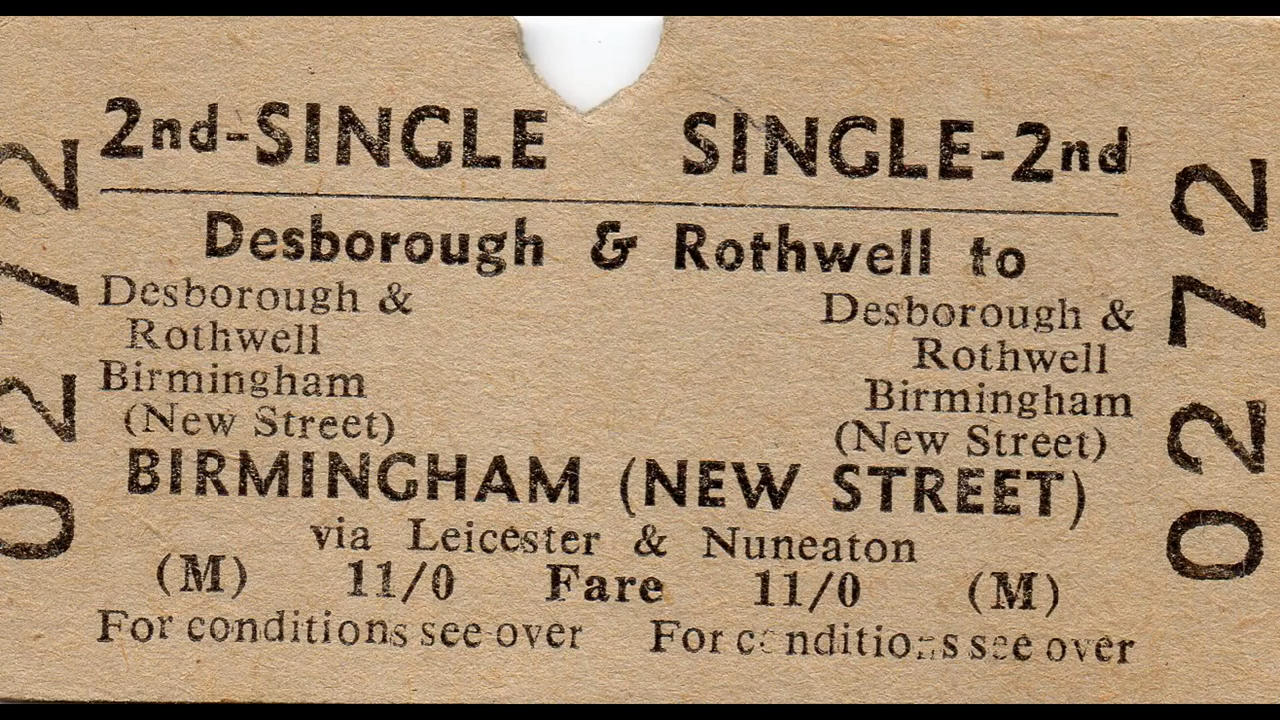 2nd-SINGLE SINGLE-2nd
Desborough & Rothwell to
Desborough & Desborough &
Rothwell Rothwell
Birmingham Birmingham
(New Street) (New Street)
BIRMINGHAM (NEW STREET)
via Leicester & Nuneaton
(M) 11/0 Fare 11/0 (M)
For conditions see over For conditions see over
0272
0272